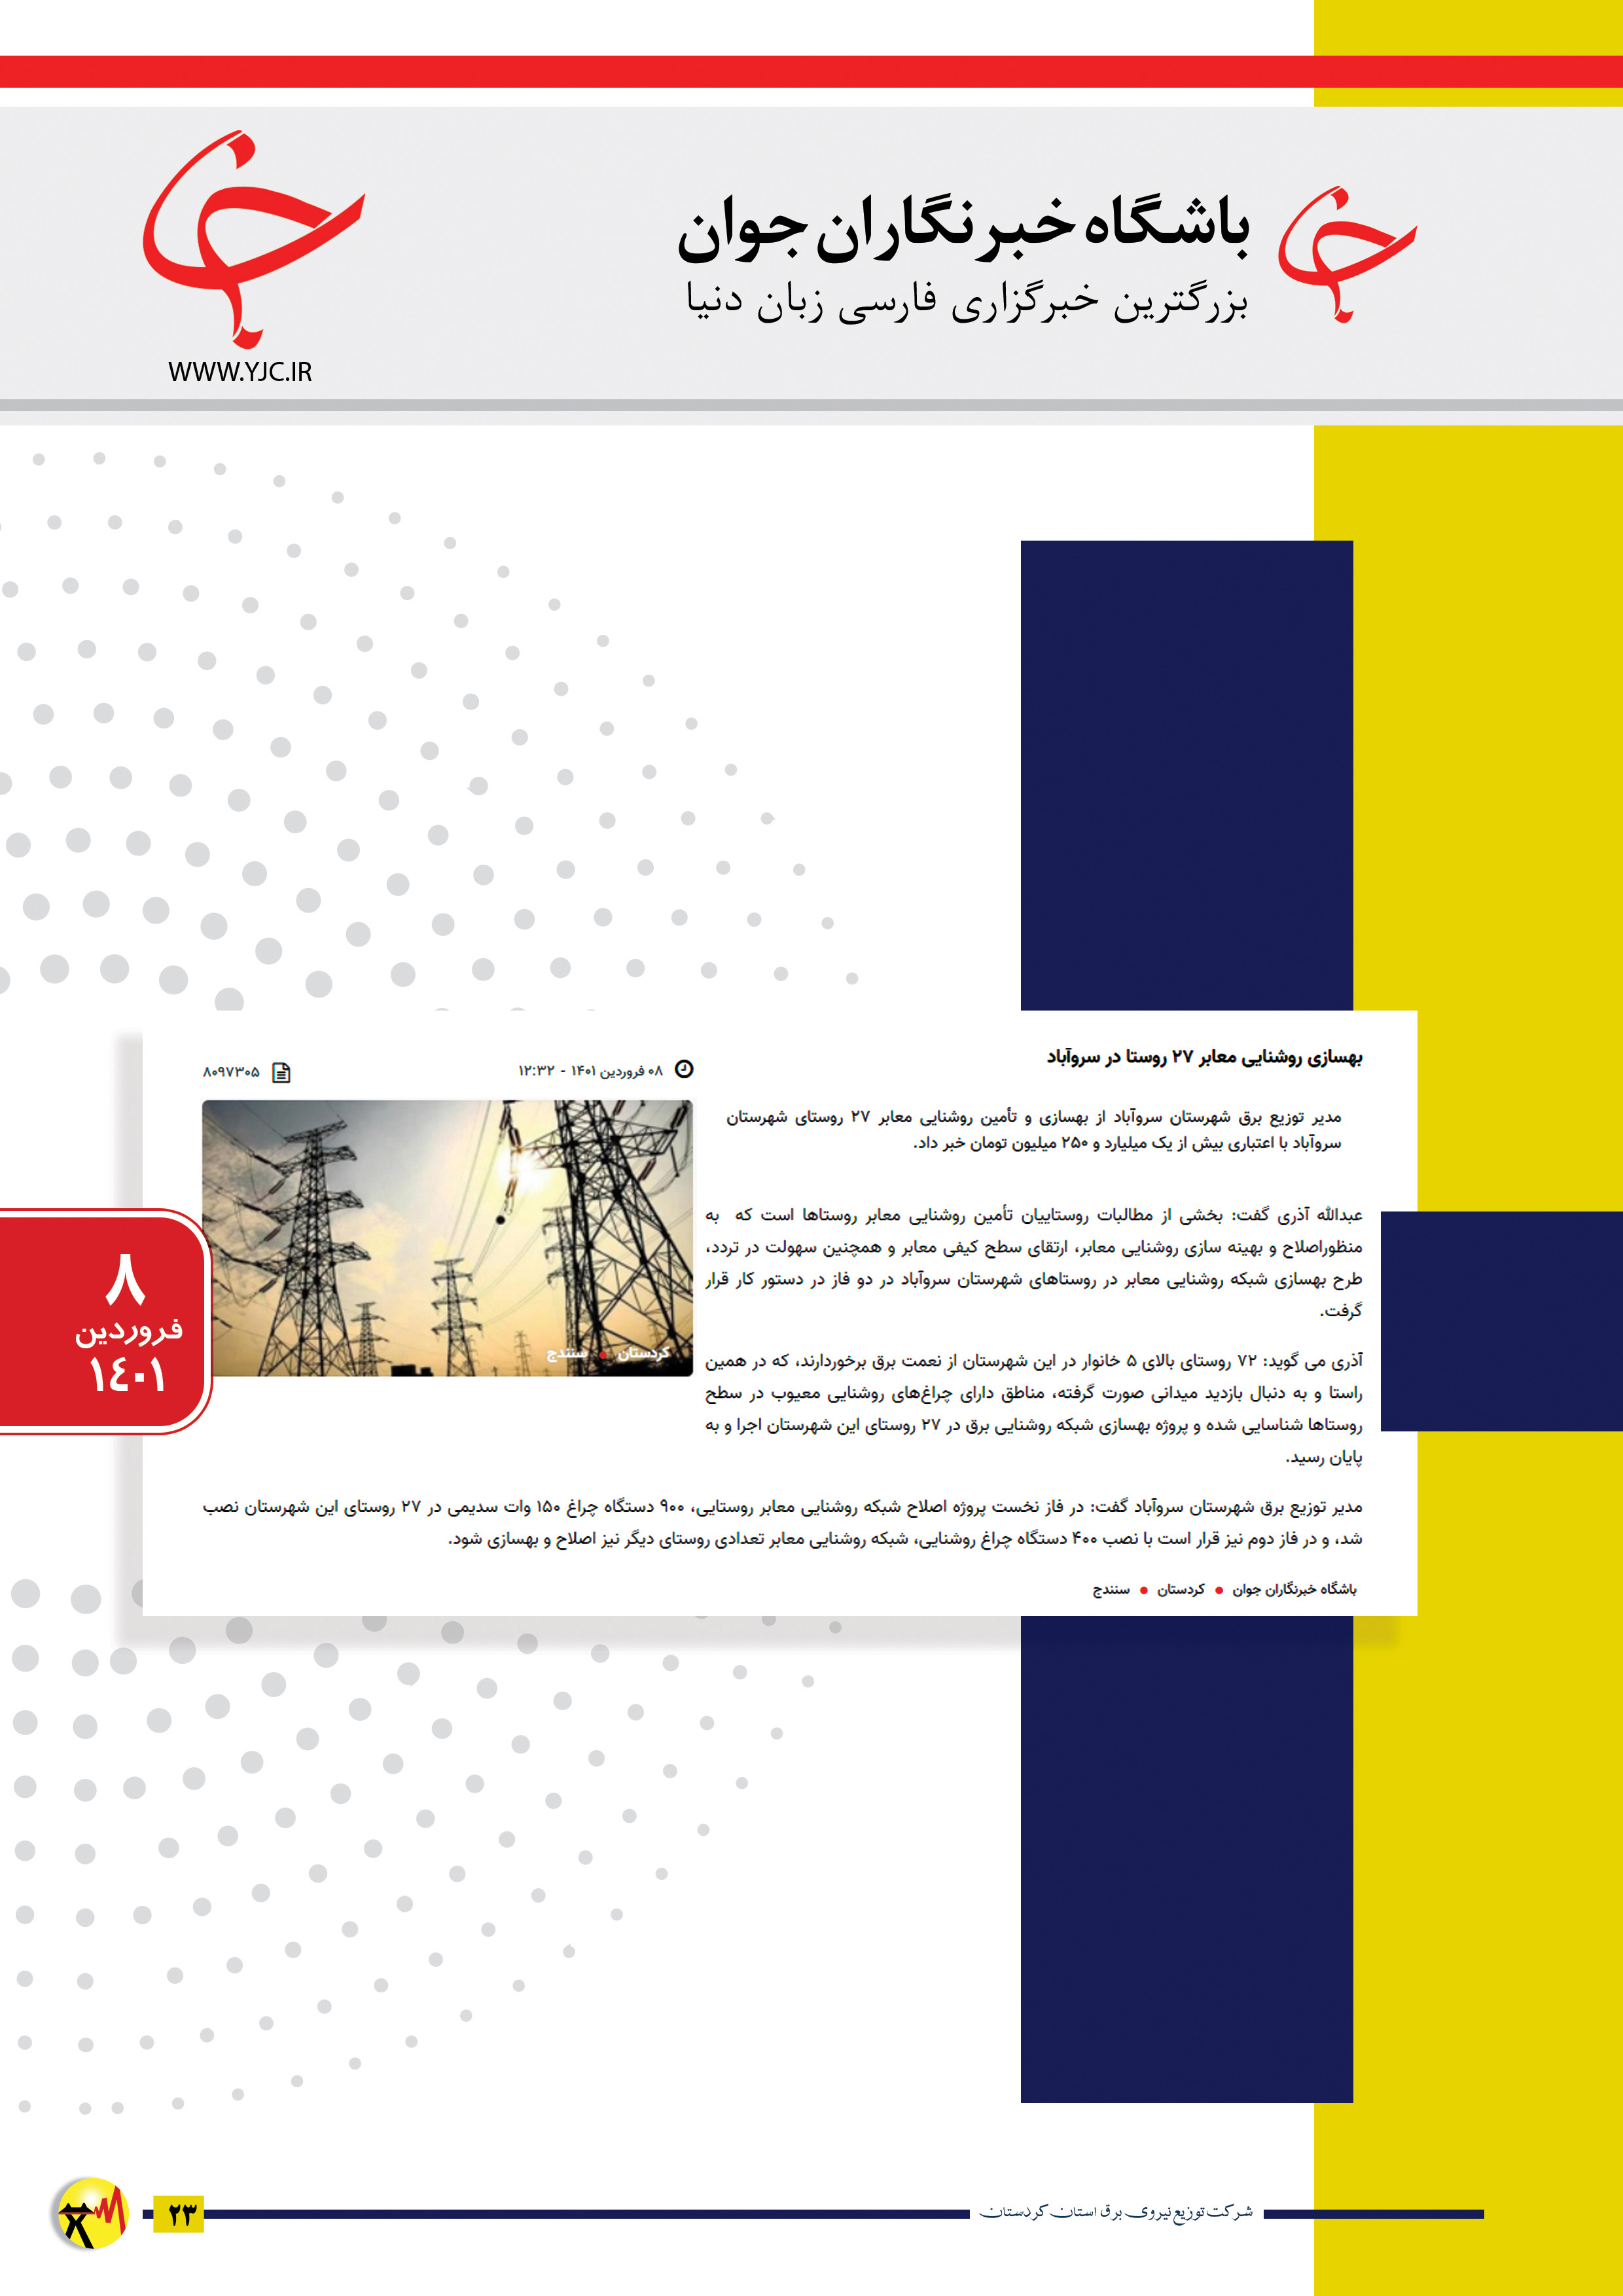 باشگاه خبرنگاران جوان
بزرگترین خبرگزاری فارسی زبان دنیا
WWW.YJC.IR
بهسازی روشنایی معابر ۲۷ روستا در سروآباد
۰۸ فروردین ۱۴۰۱ - ۱۲:۳۲
۸۰۹۷۳۰۵
مدیر توزیع برق شهرستان سروآباد از بهسازی و تأمین روشنایی معابر ۲۷ روستای شهرستان
سروآباد با اعتباری بیش از یک میلیارد و ۲۵۰ میلیون تومان خبر داد.
عبدالله آذری گفت: بخشی از مطالبات روستاییان تأمین روشنایی معابر روستاها است که به
منظوراصلاح و بهینه سازی روشنایی معابر، ارتقای سطح کیفی معابر و همچنین سهولت در تردد،
طرح بهسازی شبکه روشنایی معابر در روستاهای شهرستان سروآباد در دو فاز در دستور کار قرار
گرفت.
کردستان • سنندج
آذری می گوید: ۷۲ روستای بالای ۵ خانوار در این شهرستان از نعمت برق برخوردارند، که در همین
راستا و به دنبال بازدید میدانی صورت گرفته، مناطق دارای چراغ‌های روشنایی معیوب در سطح
روستاها شناسایی شده و پروژه بهسازی شبکه روشنایی برق در ۲۷ روستای این شهرستان اجرا و به
پایان رسید.
مدیر توزیع برق شهرستان سروآباد گفت: در فاز نخست پروژه اصلاح شبکه روشنایی معابر روستایی، ۹۰۰ دستگاه چراغ ۱۵۰ وات سدیمی در ۲۷ روستای این شهرستان نصب
شد، و در فاز دوم نیز قرار است با نصب ۴۰۰ دستگاه چراغ روشنایی، شبکه روشنایی معابر تعدادی روستای دیگر نیز اصلاح و بهسازی شود.
باشگاه خبرنگاران جوان • کردستان • سنندج
۸
فروردین
۱٤۰۱
شرکت توزیع نیروی برق استان کردستان
۲۳